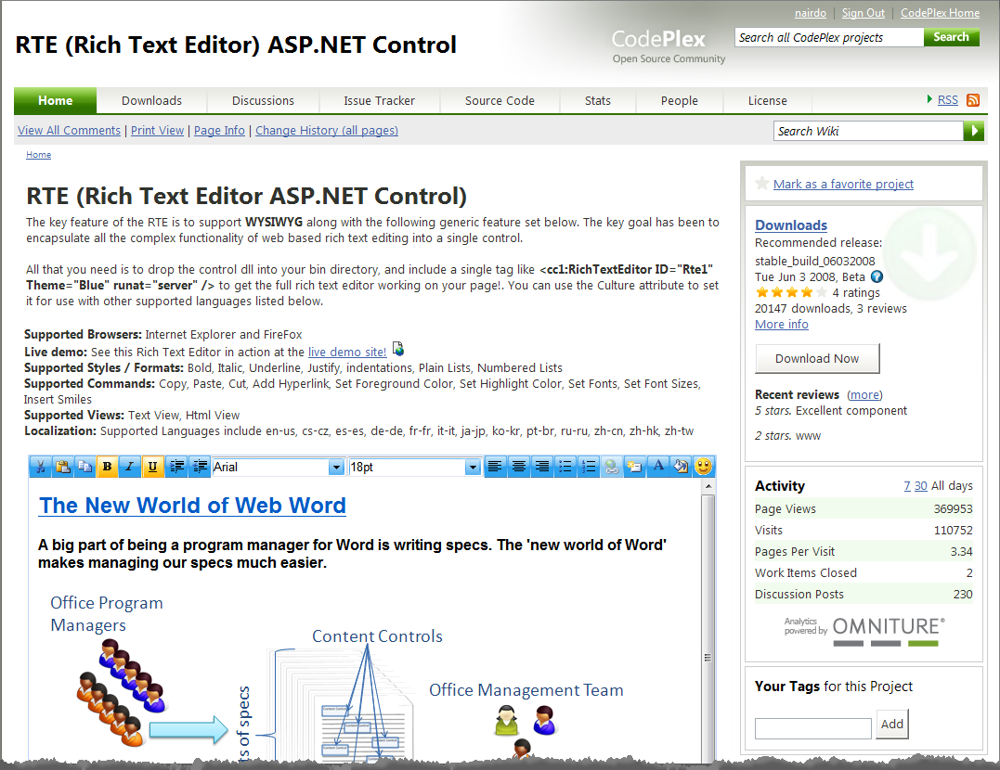 nairdo | Sign Out | CodePlex Home
RTE (Rich Text Editor) ASP.NET Control
CodePlex
Open Source Community
Search all CodePlex projects
Search
Home
Downloads
Discussions
Issue Tracker
Source Code
Stats
People
License
RSS
View All Comments | Print View | Page Info | Change History (all pages)
Search Wiki
Home
RTE (Rich Text Editor ASP.NET Control)
The key feature of the RTE is to support WYSIWYG along with the following generic feature set below. The key goal has been to
encapsulate all the complex functionality of web based rich text editing into a single control.
All that you need is to drop the control dll into your bin directory, and include a single tag like <cc1:RichTextEditor ID="Rte1"
Theme="Blue" runat="server" /> to get the full rich text editor working on your page!. You can use the Culture attribute to set
it for use with other supported languages listed below.
Supported Browsers: Internet Explorer and FireFox
Live demo: See this Rich Text Editor in action at the live demo site!
Supported Styles / Formats: Bold, Italic, Underline, Justify, indentations, Plain Lists, Numbered Lists
Supported Commands: Copy, Paste, Cut, Add Hyperlink, Set Foreground Color, Set Highlight Color, Set Fonts, Set Font Sizes,
Insert Smiles
Supported Views: Text View, Html View
Localization: Supported Languages include en-us, cs-cz, es-es, de-de, fr-fr, it-it, ja-jp, ko-kr, pt-br, ru-ru, zh-cn, zh-hk, zh-tw
B I U Arial 18pt A
The New World of Web Word
A big part of being a program manager for Word is writing specs. The 'new world of Word'
makes managing our specs much easier.
Office Program
Managers
Content Controls
Office Management Team
of specs
Mark as a favorite project
Downloads
Recommended release:
stable_build_06032008
Tue Jun 3 2008, Beta ?
4 ratings
20147 downloads, 3 reviews
More info
Download Now
Recent reviews (more)
5 stars. Excellent component
2 stars. www
Activity
7 30 All days
Page Views 369953
Visits 110752
Pages Per Visit 3.34
Work Items Closed 2
Discussion Posts 230
Analytics
powered by
OMNITURE®
Your Tags for this Project
Add